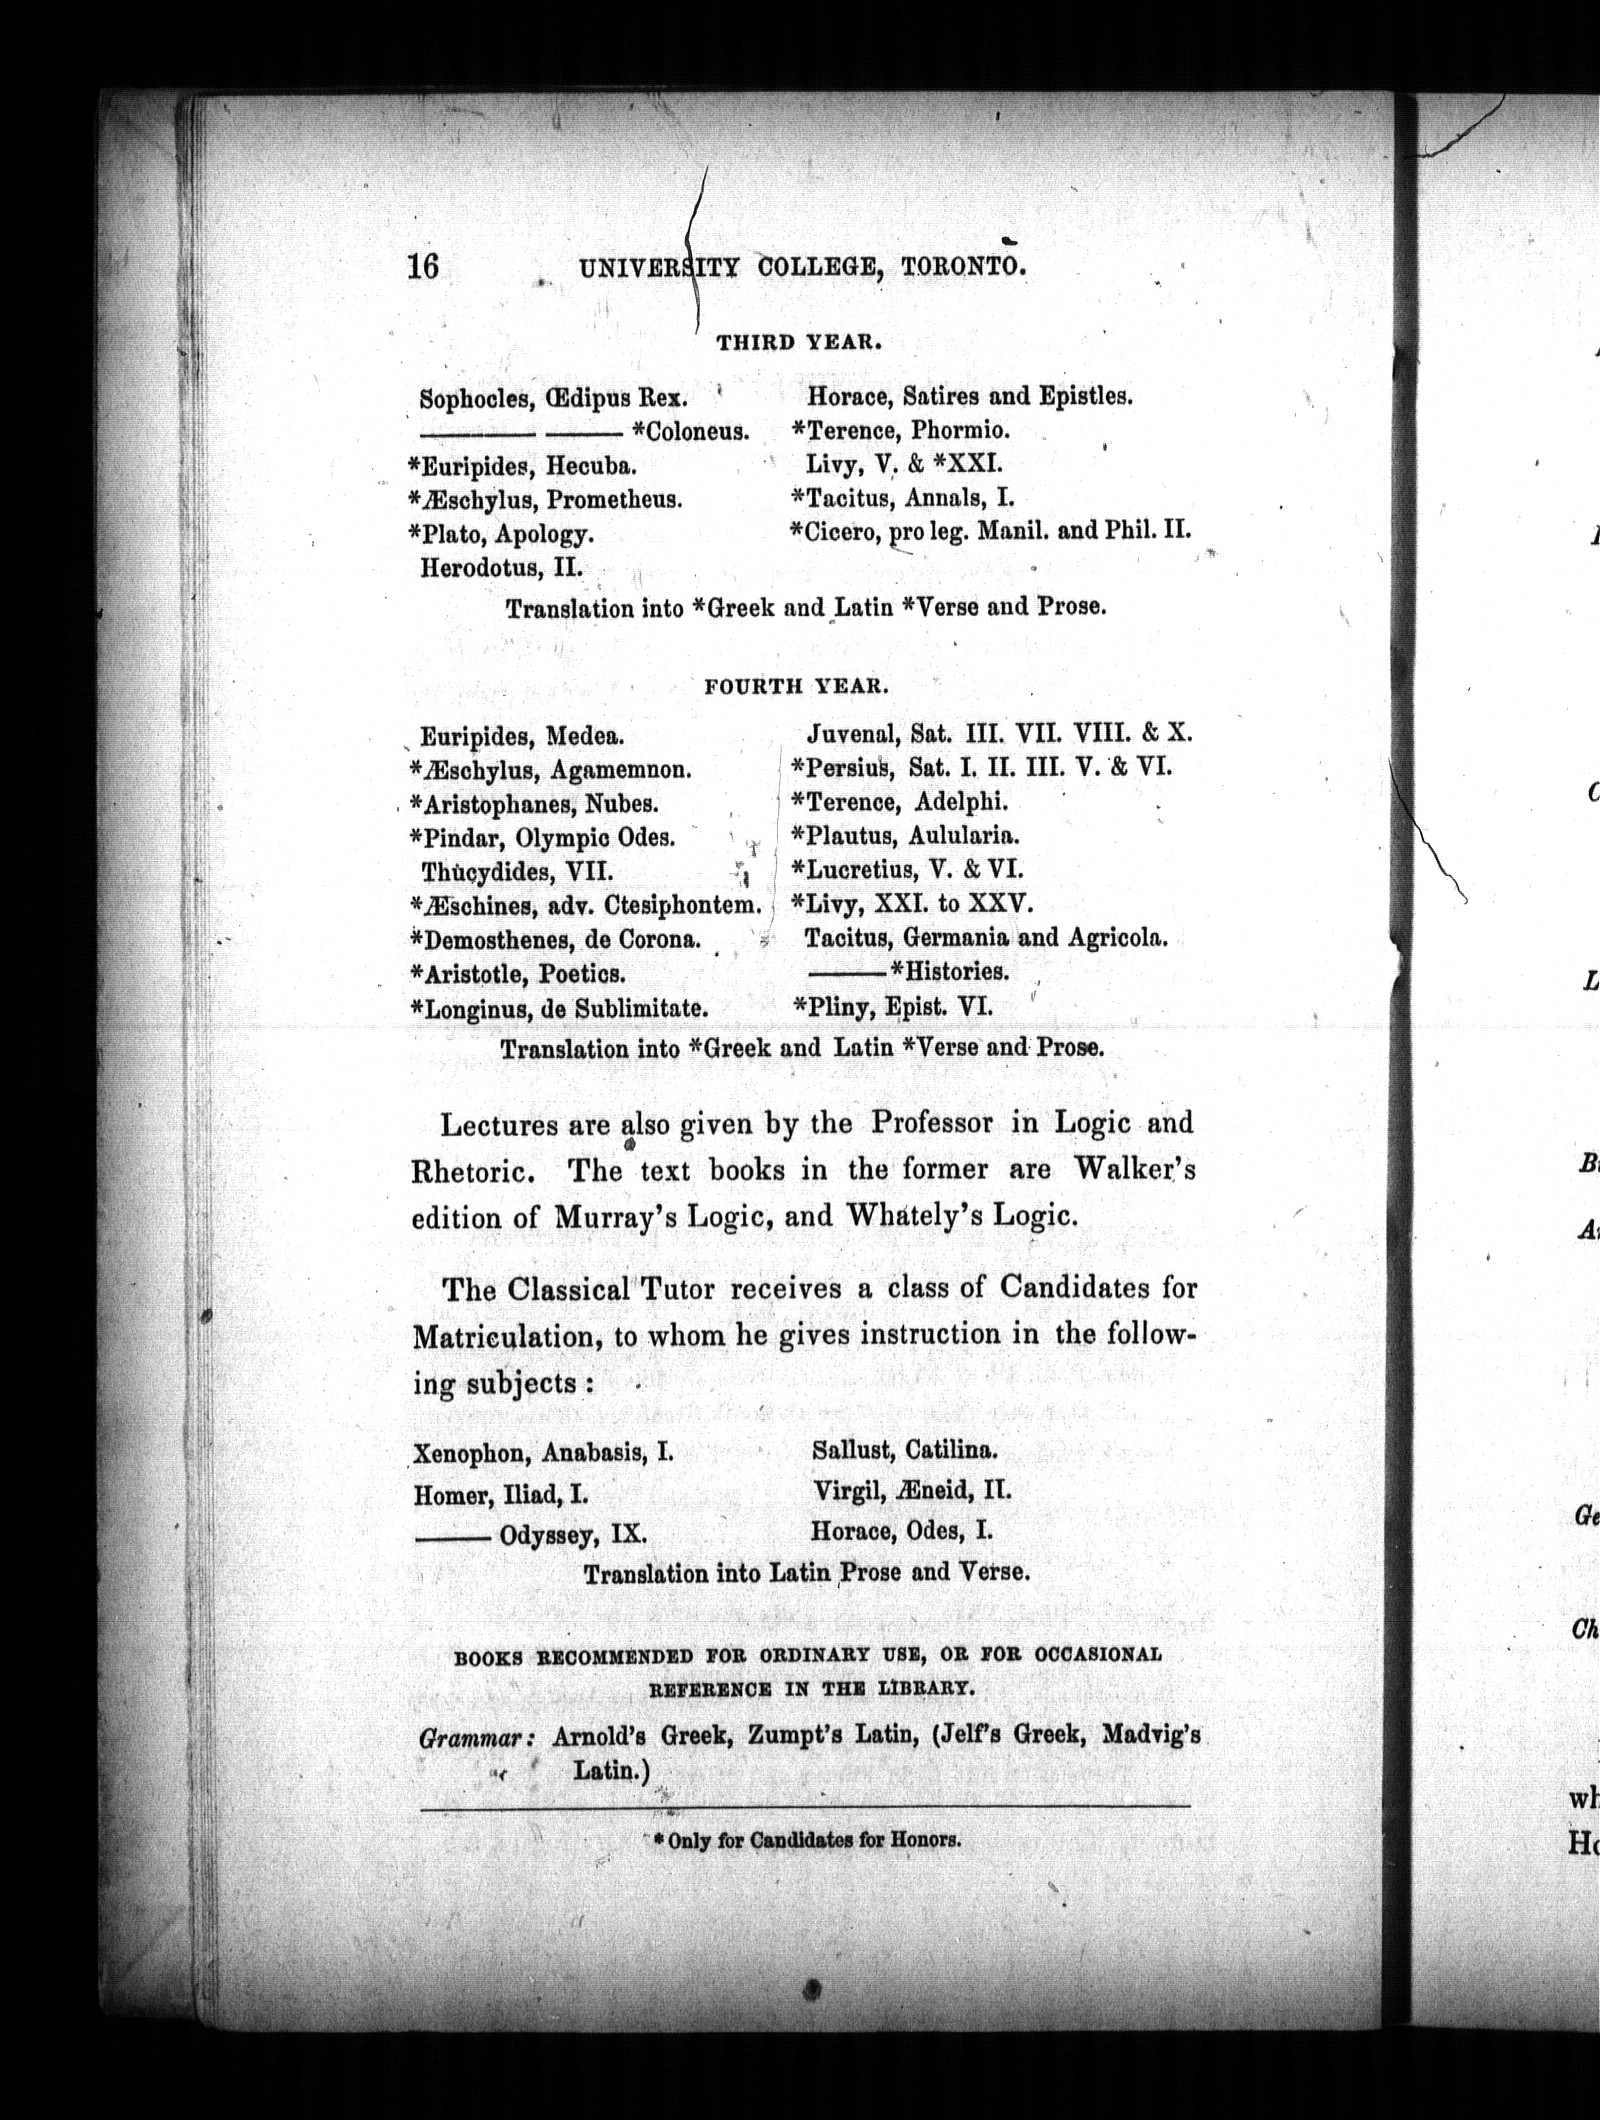 16 UNIVERSITY COLLEGE, TORONTO.
THIRD YEAR.
Sophocles, Œdipus Rex.
——— ——— *Coloneus.
*Euripides, Hecuba.
*Æschylus, Prometheus.
*Plato, Apology.
Herodotus, II.
Horace, Satires and Epistles.
*Terence, Phormio.
Livy, V. & *XXI.
*Tacitus, Annals, I.
*Cicero, pro leg. Manil. and Phil. II.
Translation into *Greek and Latin *Verse and Prose.
FOURTH YEAR.
Euripides, Medea.
*Æschylus, Agamemnon.
*Aristophanes, Nubes.
*Pindar, Olympic Odes.
Thucydides, VII.
*Æschines, adv. Ctesiphontem.
*Demosthenes, de Corona.
*Aristotle, Poetics.
*Longinus, de Sublimitate.
Juvenal, Sat. III. VII. VIII. & X.
*Persius, Sat. I. II. III. V. & VI.
*Terence, Adelphi.
*Plautus, Aulularia.
*Lucretius, V. & VI.
*Livy, XXI. to XXV.
Tacitus, Germania and Agricola.
——— *Histories.
*Pliny, Epist. VI.
Translation into *Greek and Latin *Verse and Prose.
Lectures are also given by the Professor in Logic and
Rhetoric. The text books in the former are Walker's
edition of Murray's Logic, and Whately's Logic.
The Classical Tutor receives a class of Candidates for
Matriculation, to whom he gives instruction in the follow-
ing subjects:
Xenophon, Anabasis, I.
Homer, Iliad, I.
——— Odyssey, IX.
Sallust, Catilina.
Virgil, Æneid, II.
Horace, Odes, I.
Translation into Latin Prose and Verse.
BOOKS RECOMMENDED FOR ORDINARY USE, OR FOR OCCASIONAL
REFERENCE IN THE LIBRARY.
Grammar: Arnold's Greek, Zumpt's Latin, (Jelf's Greek, Madvig's
Latin.)
* Only for Candidates for Honors.